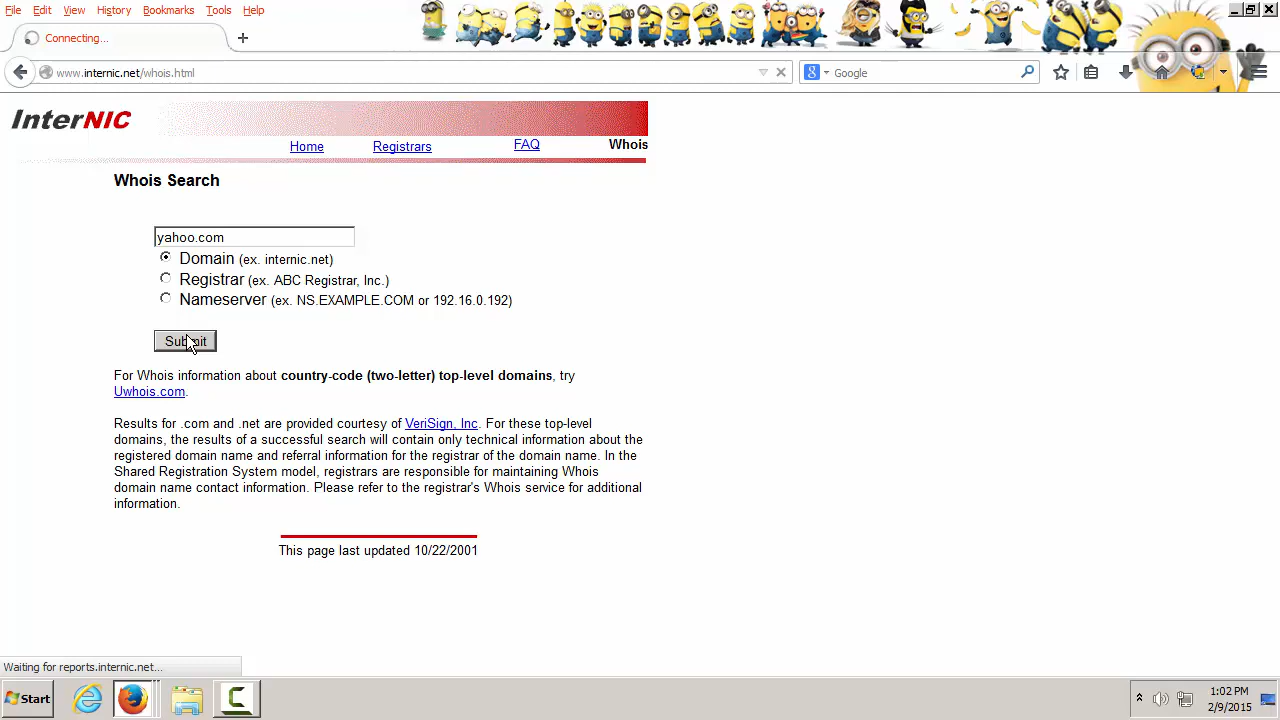 File Edit View History Bookmarks Tools Help
Connecting...
www.internic.net/whois.html
Google
InterNIC
Home Registrars FAQ Whois
Whois Search
yahoo.com
Domain (ex. internic.net)
Registrar (ex. ABC Registrar, Inc.)
Nameserver (ex. NS.EXAMPLE.COM or 192.16.0.192)
Submit
For Whois information about country-code (two-letter) top-level domains, try
Uwhois.com.
Results for .com and .net are provided courtesy of VeriSign, Inc. For these top-level
domains, the results of a successful search will contain only technical information about the
registered domain name and referral information for the registrar of the domain name. In the
Shared Registration System model, registrars are responsible for maintaining Whois
domain name contact information. Please refer to the registrar's Whois service for additional
information.
This page last updated 10/22/2001
Waiting for reports.internic.net...
Start
1:02 PM
2/9/2015